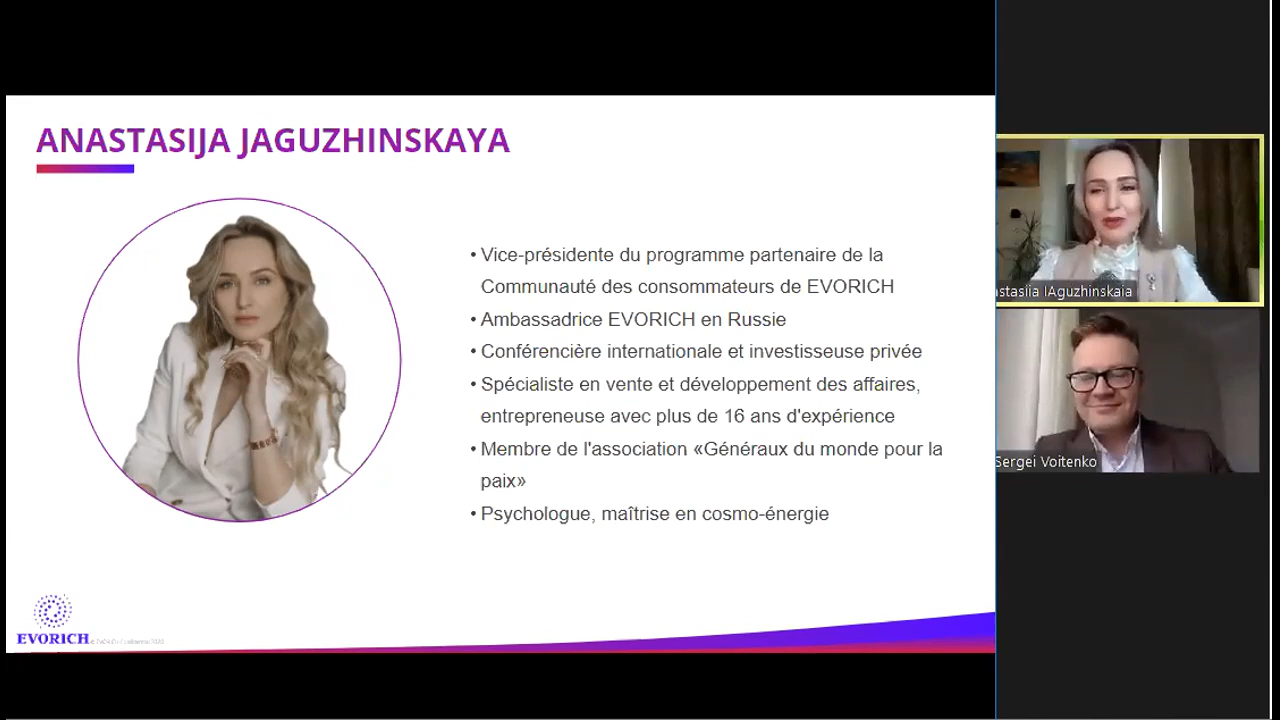 ANASTASIJA JAGUZHINSKAYA
• Vice-présidente du programme partenaire de la
Communauté des consommateurs de EVORICH
• Ambassadrice EVORICH en Russie
• Conférencière internationale et investisseuse privée
• Spécialiste en vente et développement des affaires,
entrepreneuse avec plus de 16 ans d'expérience
• Membre de l'association «Généraux du monde pour la
paix»
• Psychologue, maîtrise en cosmo-énergie
EVORICH
astasiia IAguzhinskaia
Sergei Voitenko